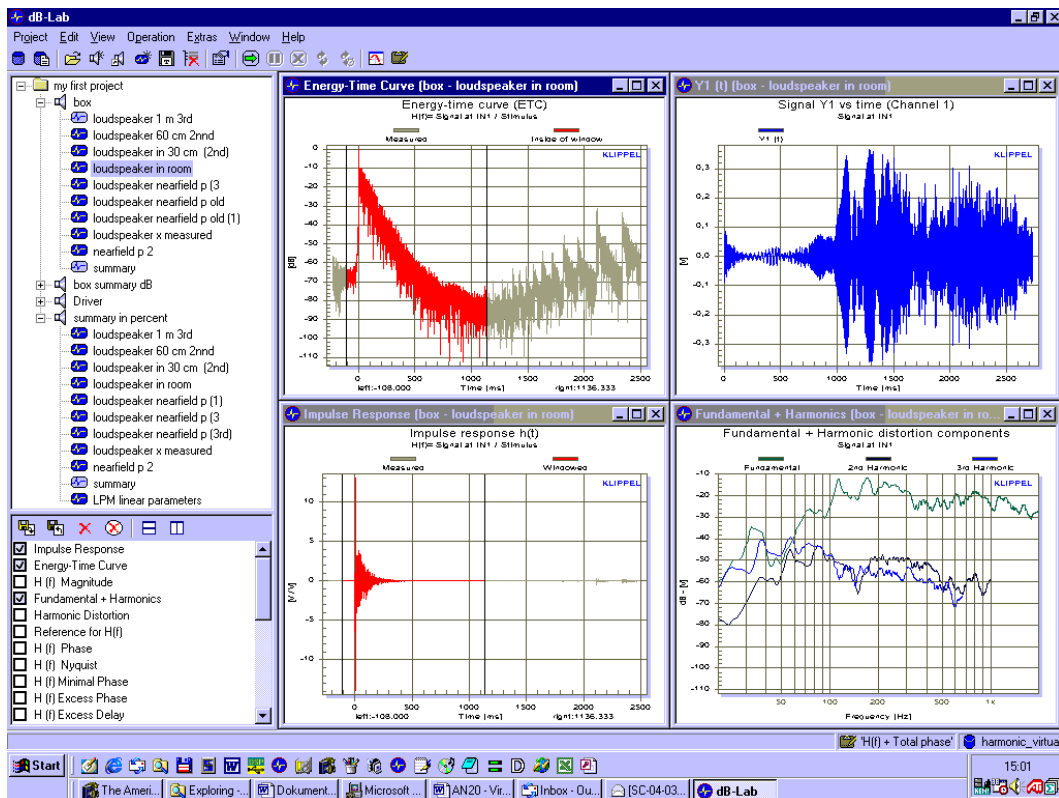 dB-Lab
Project Edit View Operation Extras Window Help
my first project
box
loudspeaker 1 m 3rd
loudspeaker 60 cm 2nnd
loudspeaker in 30 cm (2nd)
loudspeaker in room
loudspeaker nearfield p (3
loudspeaker nearfield p old
loudspeaker nearfield p old (1)
loudspeaker x measured
nearfield p 2
summary
box summary dB
Driver
summary in percent
loudspeaker 1 m 3rd
loudspeaker 60 cm 2nnd
loudspeaker in 30 cm (2nd)
loudspeaker in room
loudspeaker nearfield p (1)
loudspeaker nearfield p (3
loudspeaker nearfield p (3rd)
loudspeaker x measured
nearfield p 2
summary
LPM linear parameters
Impulse Response
Energy-Time Curve
H (f) Magnitude
Fundamental + Harmonics
Harmonic Distortion
Reference for H(f)
H (f) Phase
H (f) Nyquist
H (f) Minimal Phase
H (f) Excess Phase
H (f) Excess Delay
Energy-Time Curve (box - loudspeaker in room)
Energy-time curve (ETC)
H(f)= Signal at IN1 / Stimulus
Measured Inside of window
KLIPPEL
[dB]
0
-10
-20
-30
-40
-50
-60
-70
-80
-90
-100
-110
0 500 1000 1500 2000 2500
left:-108.000 Time [ms] right:1136.333
Y1 (t) (box - loudspeaker in room)
Signal Y1 vs time (Channel 1)
Signal at IN1
Y1 (t)
KLIPPEL
[V]
0,3
0,2
0,1
0,0
-0,1
-0,2
-0,3
0 500 1000 1500 2000 2500
Time [ms]
Impulse Response (box - loudspeaker in room)
Impulse response h(t)
H(f)= Signal at IN1 / Stimulus
Measured Windowed
KLIPPEL
[V / V]
10
5
0
-5
-10
0 500 1000 1500 2000 2500
left:-108.000 Time [ms] right:1136.333
Fundamental + Harmonics (box - loudspeaker in ro...
Fundamental + Harmonic distortion components
Signal at IN1
Fundamental 2nd Harmonic 3rd Harmonic
KLIPPEL
dB - [V]
-10
-20
-30
-40
-50
-60
-70
-80
-90
-100
-110
50 100 200 500 1k
Frequency [Hz]
'H(f) + Total phase' harmonic_virtua
Start
15:01
The Ameri... Exploring -... Dokument... Microsoft ... AN20 - Vir... Inbox - Ou... [SC-04-03... dB-Lab